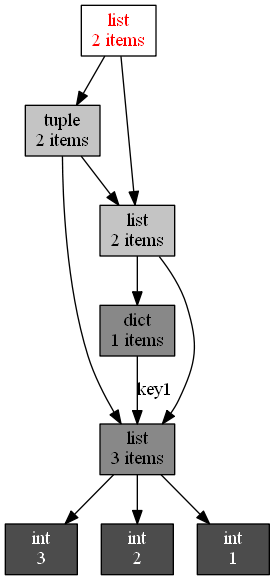 list
2 items
tuple
2 items
list
2 items
dict
1 items
key1
list
3 items
int
3
int
2
int
1